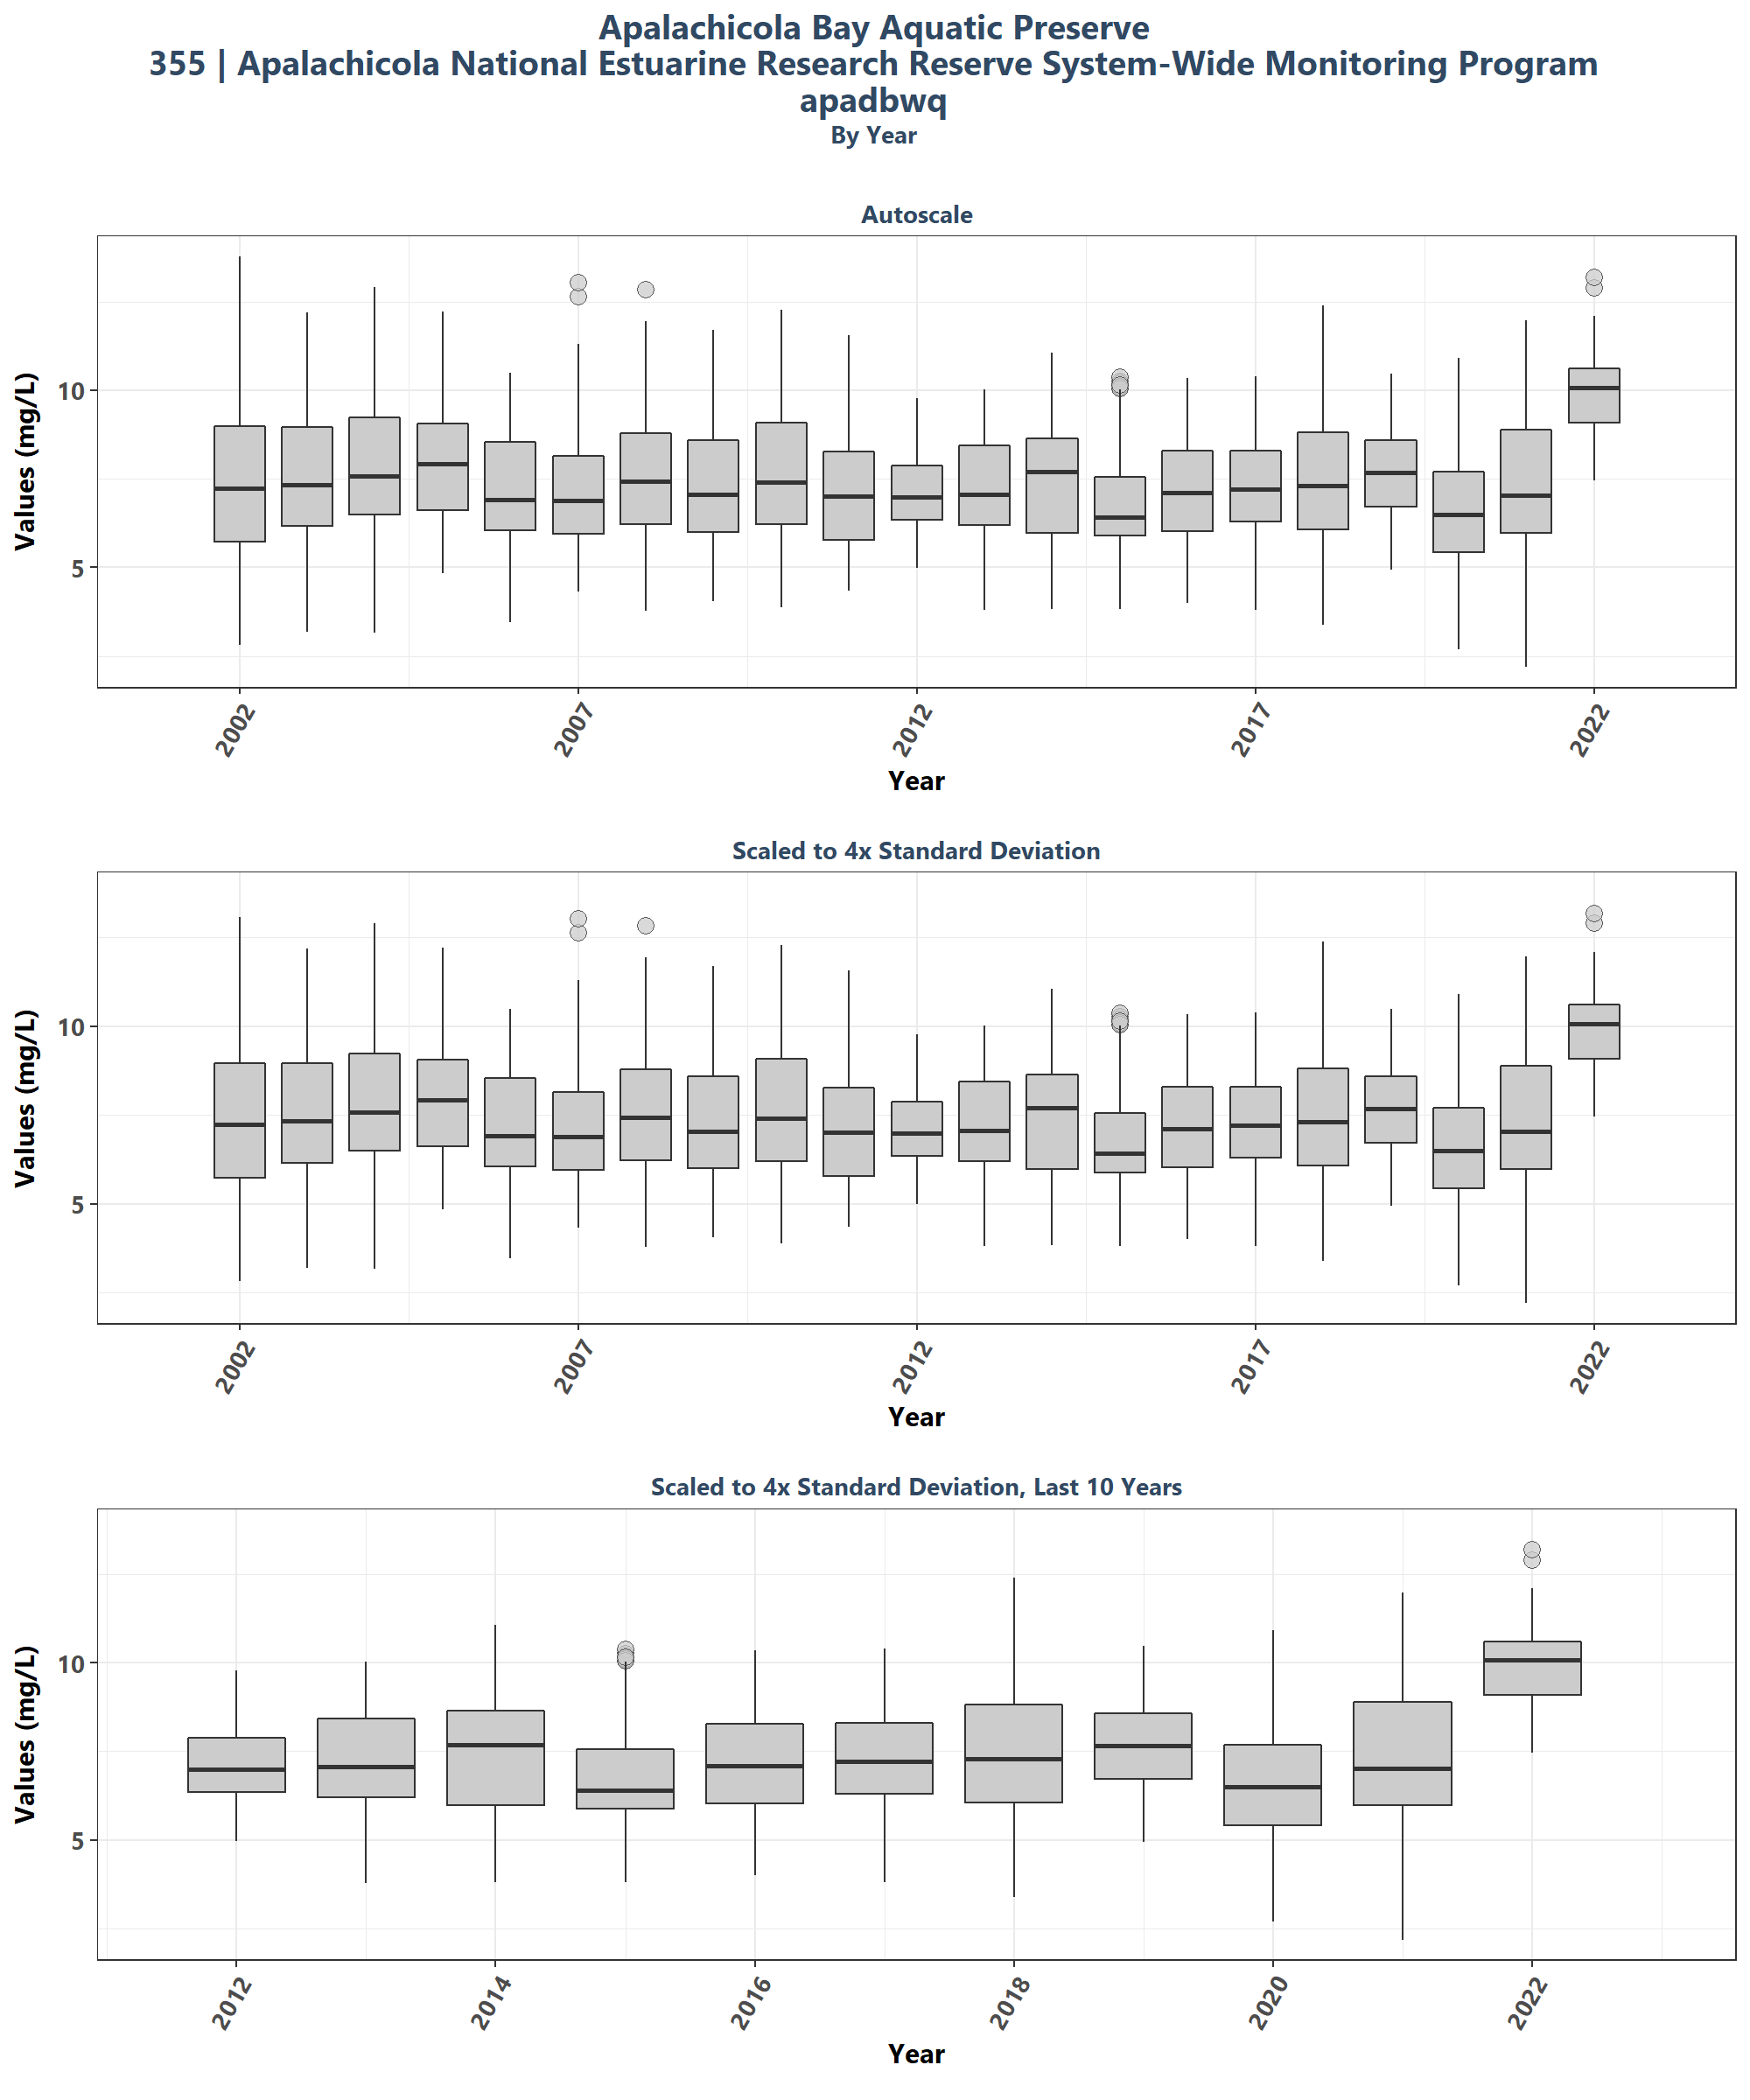 Apalachicola Bay Aquatic Preserve
355 | Apalachicola National Estuarine Research Reserve System-Wide Monitoring Program
apadbwq
By Year
Autoscale
Values (mg/L)
10
5
2002
2007
2012
2017
2022
Year
Scaled to 4x Standard Deviation
Values (mg/L)
10
5
2002
2007
2012
2017
2022
Year
Scaled to 4x Standard Deviation, Last 10 Years
Values (mg/L)
10
5
2012
2014
2016
2018
2020
2022
Year